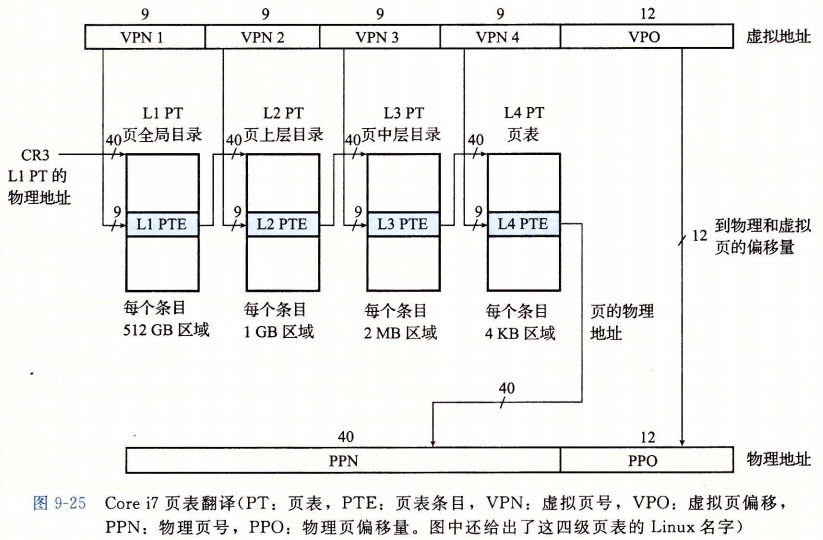 9 9 9 9 12
VPN 1 VPN 2 VPN 3 VPN 4 VPO 虚拟地址
L1 PT L2 PT L3 PT L4 PT
40 页全局目录 40 页上层目录 40 页中层目录 40 页表
CR3
L1 PT 的
物理地址
9 L1 PTE 9 L2 PTE 9 L3 PTE 9 L4 PTE
12 到物理和虚拟
页的偏移量
每个条目 每个条目 每个条目 每个条目 页的物理
512 GB 区域 1 GB 区域 2 MB 区域 4 KB 区域 地址
40
40 12
PPN PPO 物理地址
图 9-25 Core i7 页表翻译(PT：页表，PTE：页表条目，VPN：虚拟页号，VPO：虚拟页偏移，
PPN：物理页号，PPO：物理页偏移量。图中还给出了这四级页表的 Linux 名字)